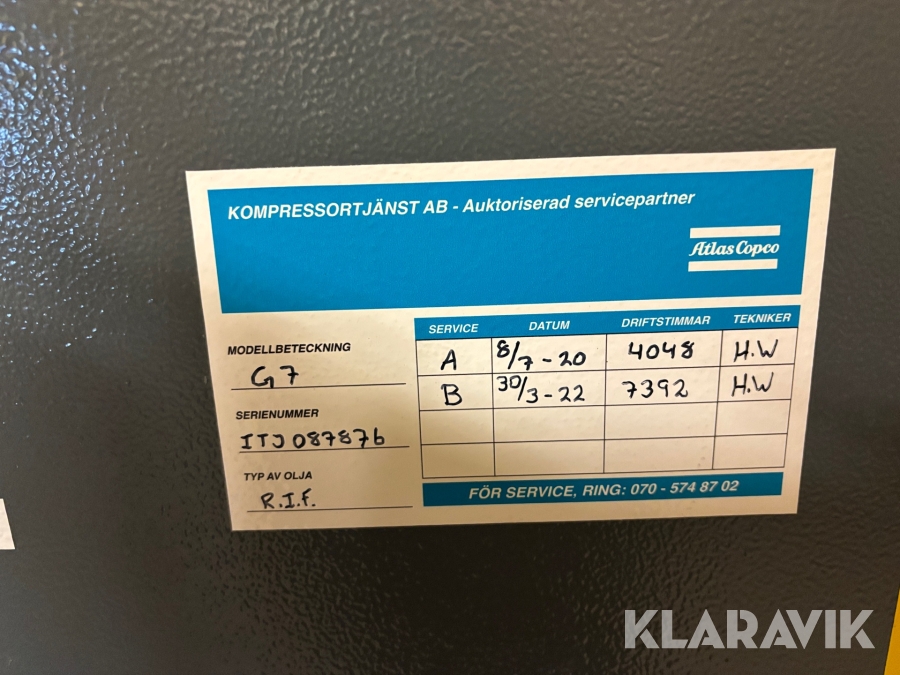 KOMPRESSORTJÄNST AB - Auktoriserad servicepartner
Atlas Copco
MODELLBETECKNING
G7
SERIENUMMER
ITJ087876
TYP AV OLJA
R.I.F.
SERVICE DATUM DRIFTSTIMMAR TEKNIKER
A 8/7-20 4048 H.W
B 30/3-22 7392 H.W
FÖR SERVICE, RING: 070 - 574 87 02
KLARAVIK